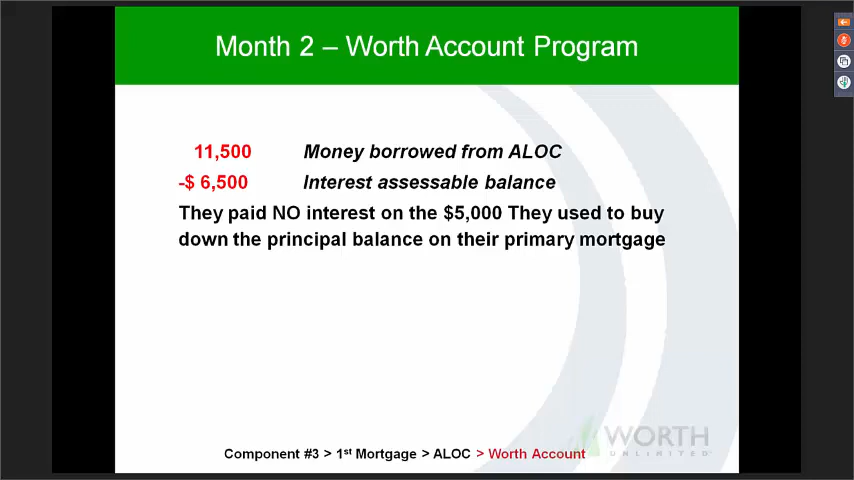 Month 2 – Worth Account Program
11,500 Money borrowed from ALOC
-$ 6,500 Interest assessable balance
They paid NO interest on the $5,000 They used to buy
down the principal balance on their primary mortgage
WORTH
UNLIMITED
Component #3 > 1st Mortgage > ALOC > Worth Account